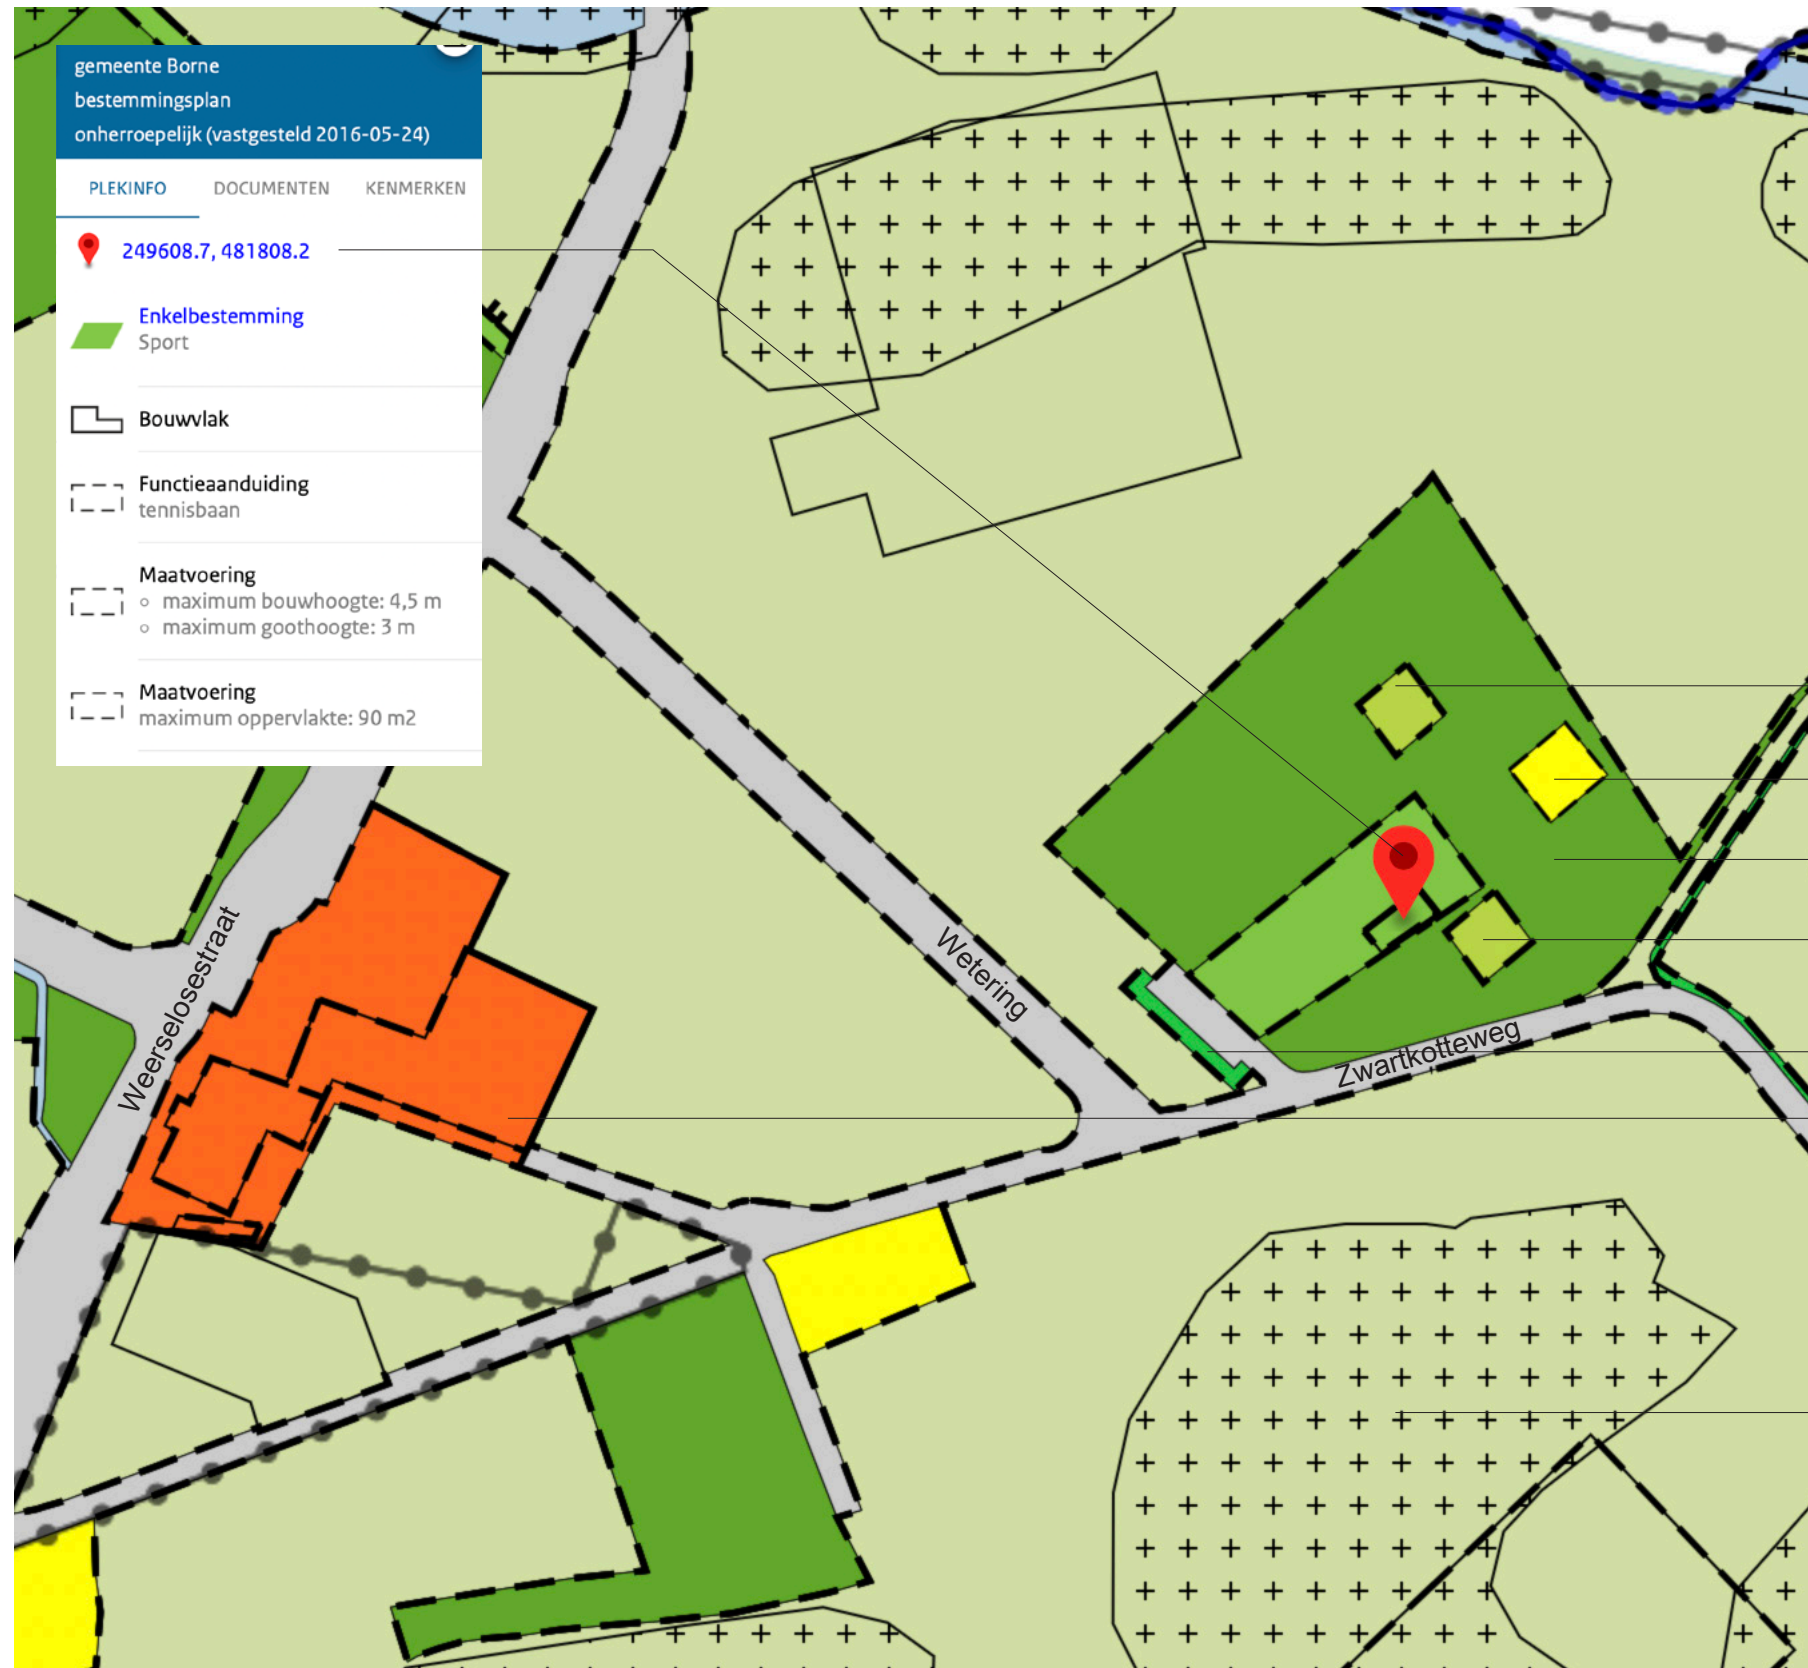 gemeente Borne
bestemmingsplan
onherroepelijk (vastgesteld 2016-05-24)
PLEKINFO DOCUMENTEN KENMERKEN
249608.7, 481808.2
Enkelbestemming
Sport
Bouwvlak
Functieaanduiding
tennisbaan
Maatvoering
maximum bouwhoogte: 4,5 m
maximum goothoogte: 3 m
Maatvoering
maximum oppervlakte: 90 m2
Weerselosestraat
Wetering
Zwartkotteweg